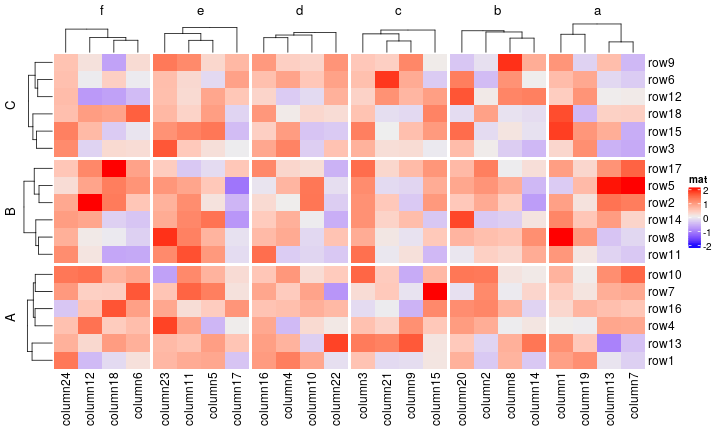 f e d c b a
C
row9
row6
row12
row18
row15
row3
B
row17
row5
row2
row14
row8
row11
A
row10
row7
row16
row4
row13
row1
mat
2
1
0
-1
-2
column24 column12 column18 column6 column23 column11 column5 column17 column16 column4 column10 column22 column3 column21 column9 column15 column20 column2 column8 column14 column1 column19 column13 column7